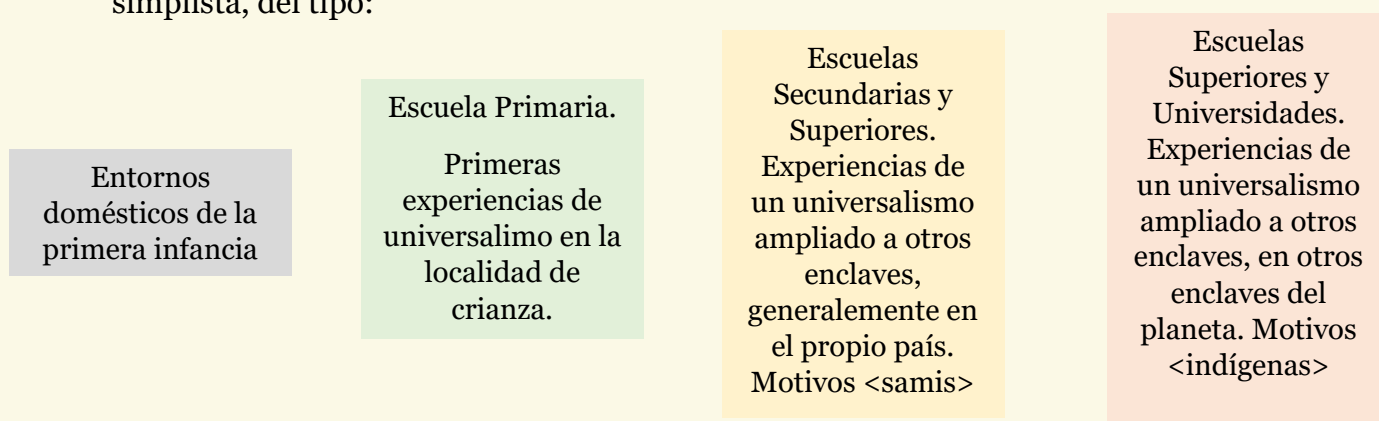 simplista, del tipo:
Entornos
domésticos de la
primera infancia
Escuela Primaria.
Primeras
experiencias de
universalimo en la
localidad de
crianza.
Escuelas
Secundarias y
Superiores.
Experiencias de
un universalismo
ampliado a otros
enclaves,
generalemente en
el propio país.
Motivos <samis>
Escuelas
Superiores y
Universidades.
Experiencias de
un universalismo
ampliado a otros
enclaves, en otros
enclaves del
planeta. Motivos
<indígenas>